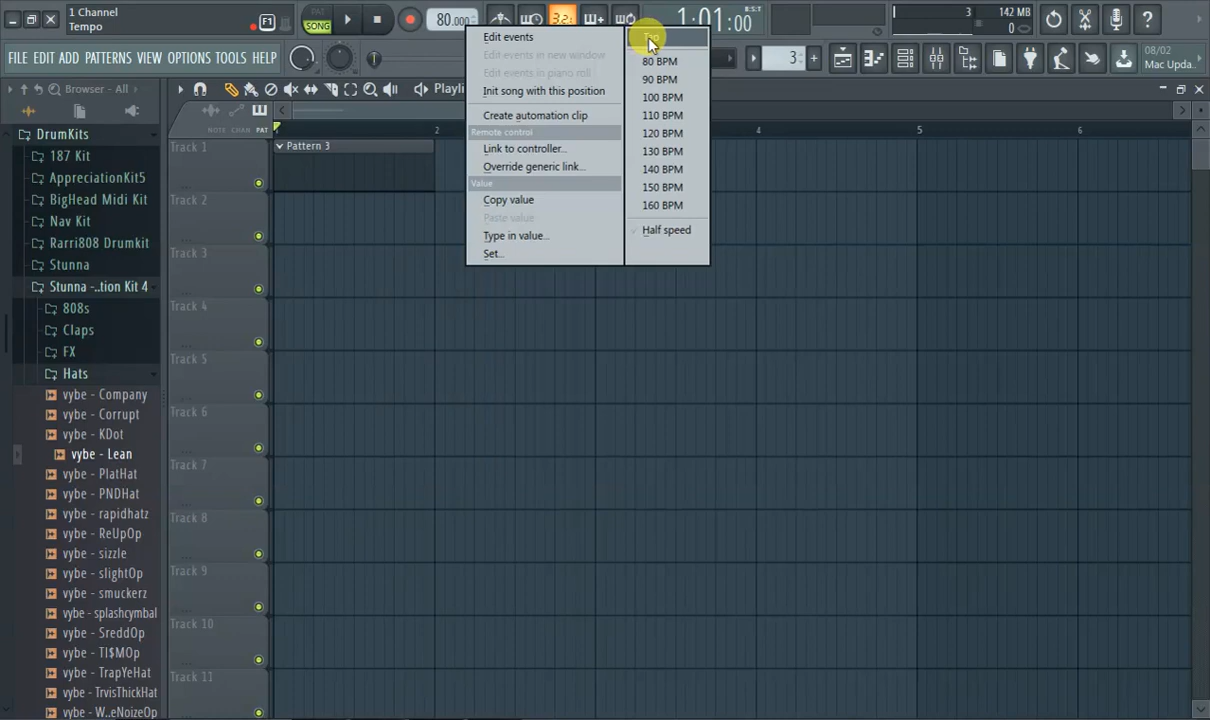 1 Channel
Tempo
[F1]
PAT
SONG
80.000
32:
1:01:00
B:S:T
3
142 MB
0
FILE EDIT PATTERNS VIEW OPTIONS TOOLS HELP
3
08/02
Mac Upda..
Browser - All
Playli
NOTE CHAN PAT
2
4
5
6
DrumKits
187 Kit
AppreciationKit5
BigHead Midi Kit
Nav Kit
Rarri808 Drumkit
Stunna
Stunna -..tion Kit 4
808s
Claps
FX
Hats
vybe - Company
vybe - Corrupt
vybe - KDot
vybe - Lean
vybe - PlatHat
vybe - PNDHat
vybe - rapidhatz
vybe - ReUpOp
vybe - sizzle
vybe - slightOp
vybe - smuckerz
vybe - splashcymbal
vybe - SreddOp
vybe - TI$MOp
vybe - TrapYeHat
vybe - TrvisThickHat
vybe - W..eNoizeOp
Track 1
Track 2
Track 3
Track 4
Track 5
Track 6
Track 7
Track 8
Track 9
Track 10
Track 11
Pattern 3
Edit events
Edit events in new window
Edit events in piano roll
Init song with this position
Create automation clip
Remote control
Link to controller...
Override generic link...
Value
Copy value
Paste value
Type in value...
Set...
Tap
80 BPM
90 BPM
100 BPM
110 BPM
120 BPM
130 BPM
140 BPM
150 BPM
160 BPM
Half speed